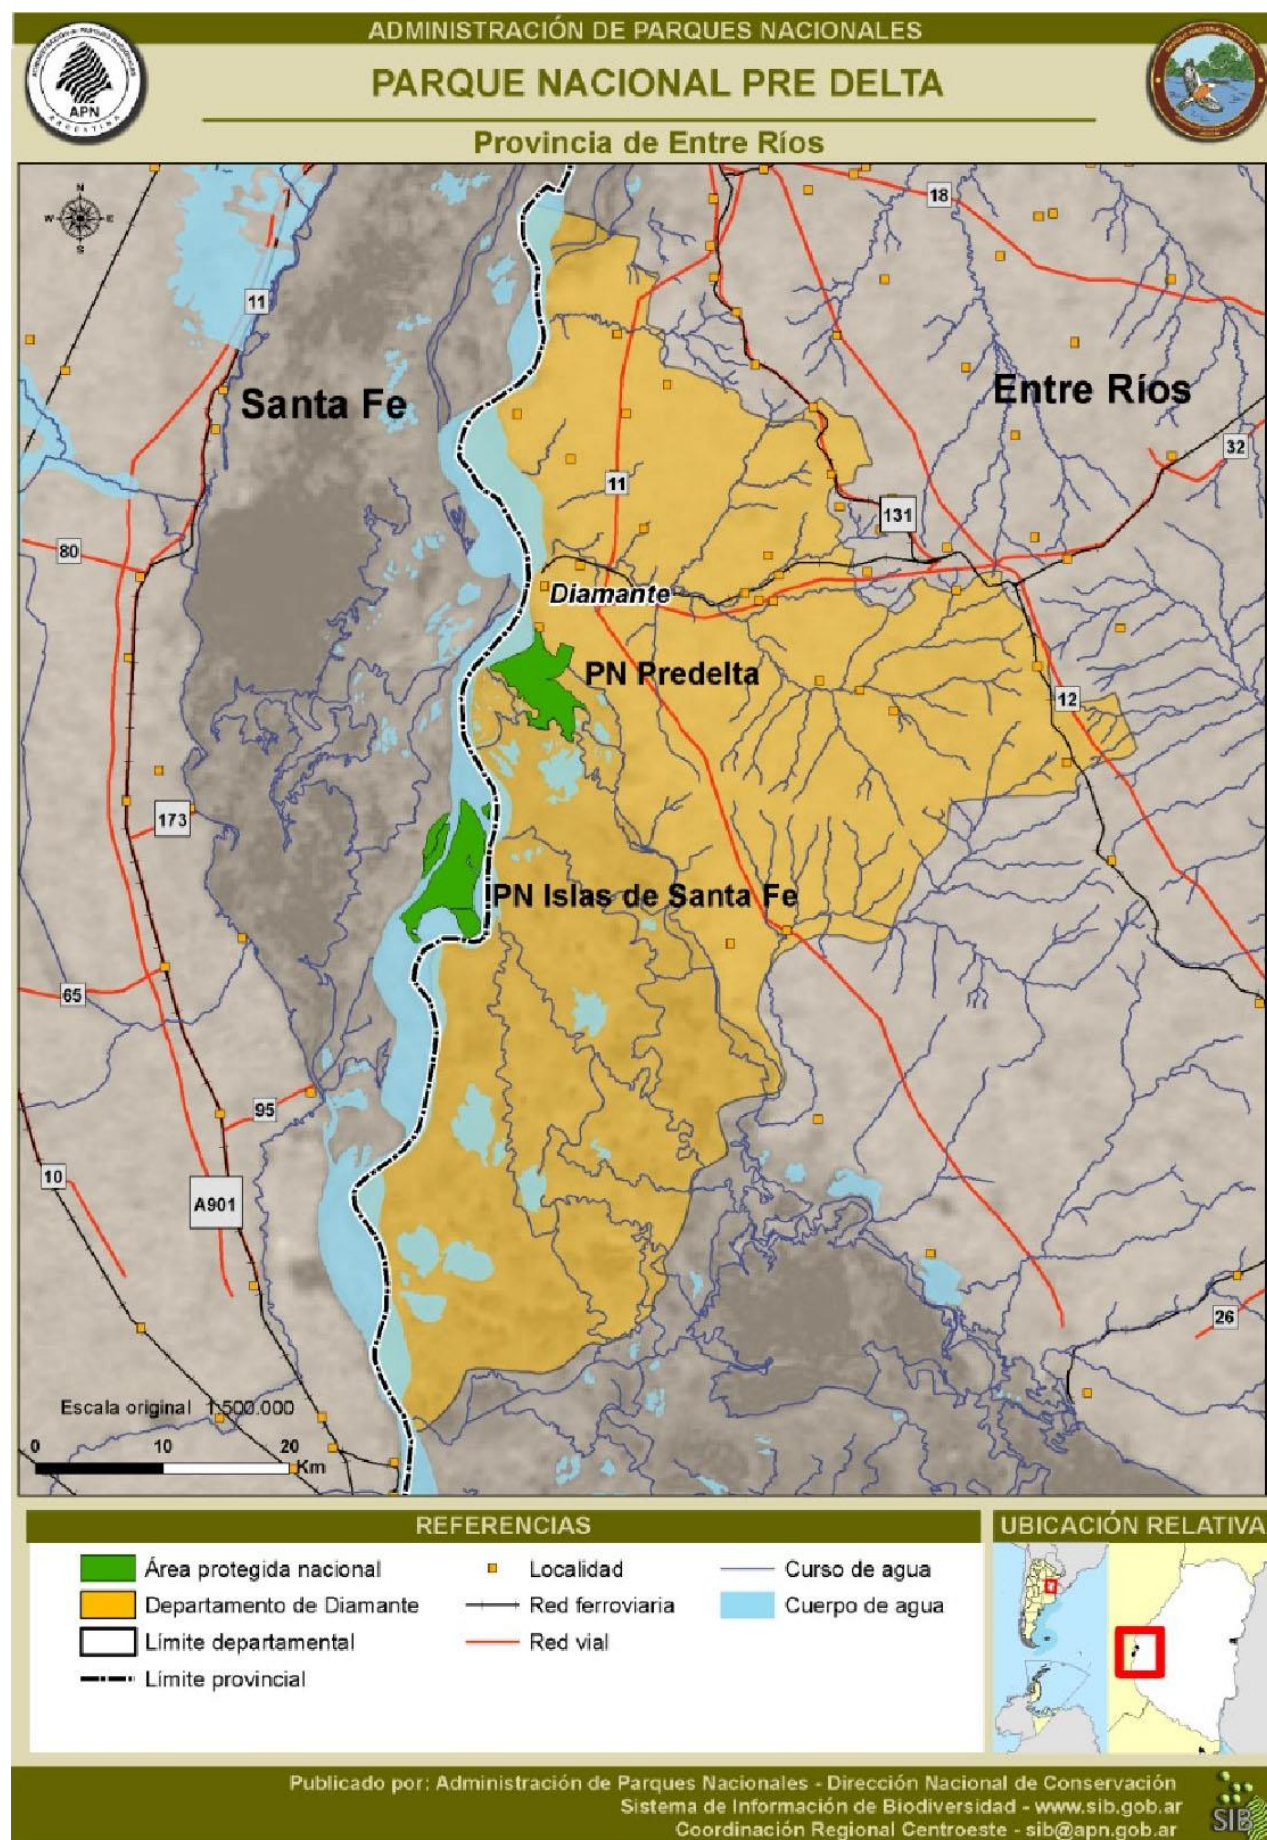 ADMINISTRACIÓN DE PARQUES NACIONALES
PARQUE NACIONAL PRE DELTA
Provincia de Entre Ríos
APN
ARGENTINA
N
W E
S
18
11
Santa Fe
Entre Ríos
32
11
131
80
Diamante
PN Predelta
12
173
PN Islas de Santa Fe
65
95
10
A901
26
Escala original 1:500.000
0 10 20
Km
REFERENCIAS
UBICACIÓN RELATIVA
Área protegida nacional
Localidad
Curso de agua
Departamento de Diamante
Red ferroviaria
Cuerpo de agua
Límite departamental
Red vial
Límite provincial
Publicado por: Administración de Parques Nacionales - Dirección Nacional de Conservación
Sistema de Información de Biodiversidad - www.sib.gob.ar
Coordinación Regional Centroeste - sib@apn.gob.ar
SIB